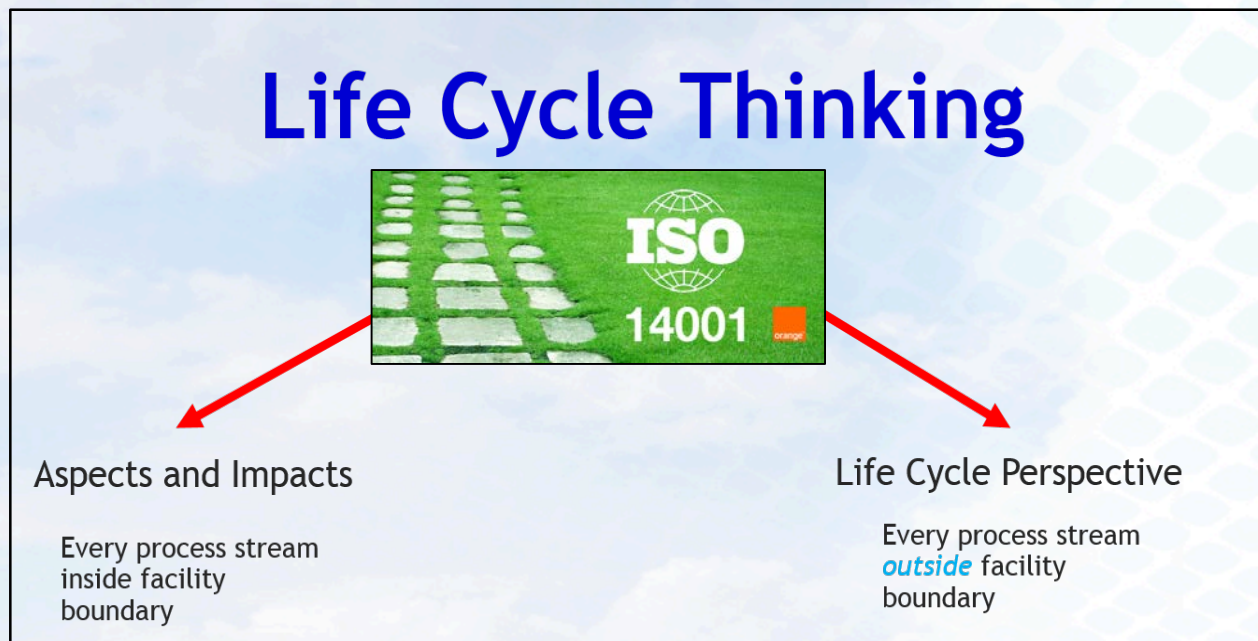 Life Cycle Thinking
ISO
14001
orange
Aspects and Impacts
Every process stream
inside facility
boundary
Life Cycle Perspective
Every process stream
outside facility
boundary